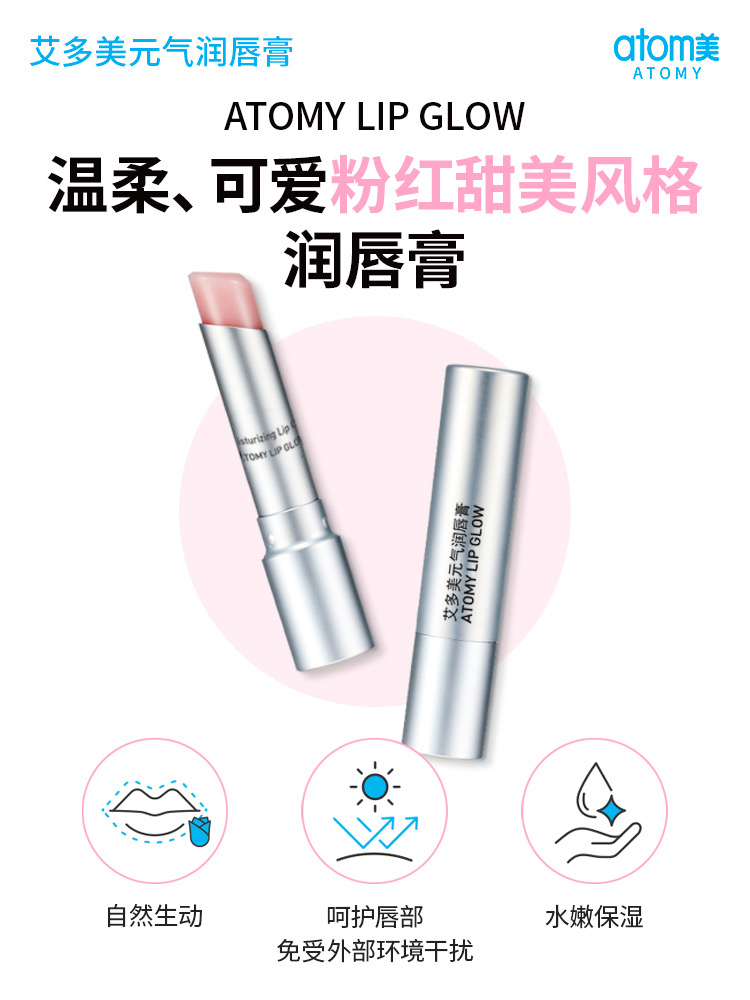 艾多美元气润唇膏
atom美
ATOMY
ATOMY LIP GLOW
温柔、可爱粉红甜美风格
润唇膏
sturizing Lip
TOMY LIP GLO
艾多美元气润唇膏
ATOMY LIP GLOW
自然生动
呵护唇部
免受外部环境干扰
水嫩保湿